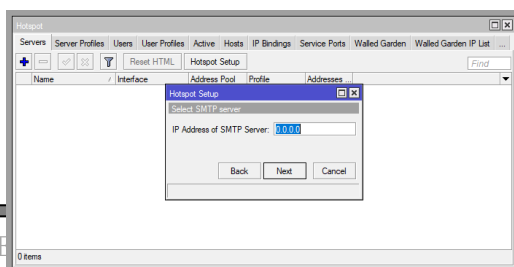 Hotspot
Servers Server Profiles Users User Profiles Active Hosts IP Bindings Service Ports Walled Garden Walled Garden IP List ...
Reset HTML Hotspot Setup Find
Name Interface Address Pool Profile Addresses ...
Hotspot Setup
Select SMTP server
IP Address of SMTP Server: 0.0.0.0
Back Next Cancel
0 items